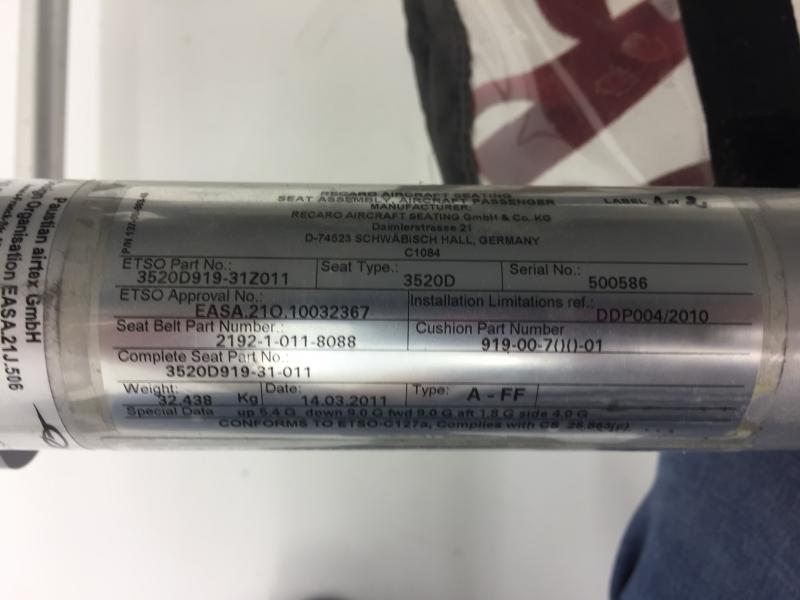 RECARO AIRCRAFT SEATING
SEAT ASSEMBLY, AIRCRAFT PASSENGER
LABEL 1 of 2
MANUFACTURER:
RECARO AIRCRAFT SEATING GmbH & Co. KG
Daimlerstrasse 21
D-74523 SCHWÄBISCH HALL, GERMANY
C1084
ETSO Part No.: 3520D919-31Z011 Seat Type.: 3520D Serial No.: 500586
ETSO Approval No.: EASA.21O.10032367 Installation Limitations ref.: DDP004/2010
Seat Belt Part Number.: 2192-1-011-8088 Cushion Part Number 919-00-700-01
Complete Seat Part No.: 3520D919-31-011
Weight: 32.438 Kg Date: 14.03.2011 Type: A - FF
Special Data up 5.4 G down 9.0 G fwd 9.0 G aft 1.8 G side 4.0 G
CONFORMS TO ETSO-C127a, Complies with CS 25.853(c)
P/N
Paustian airtex GmbH
Organisation EASA.21J.506